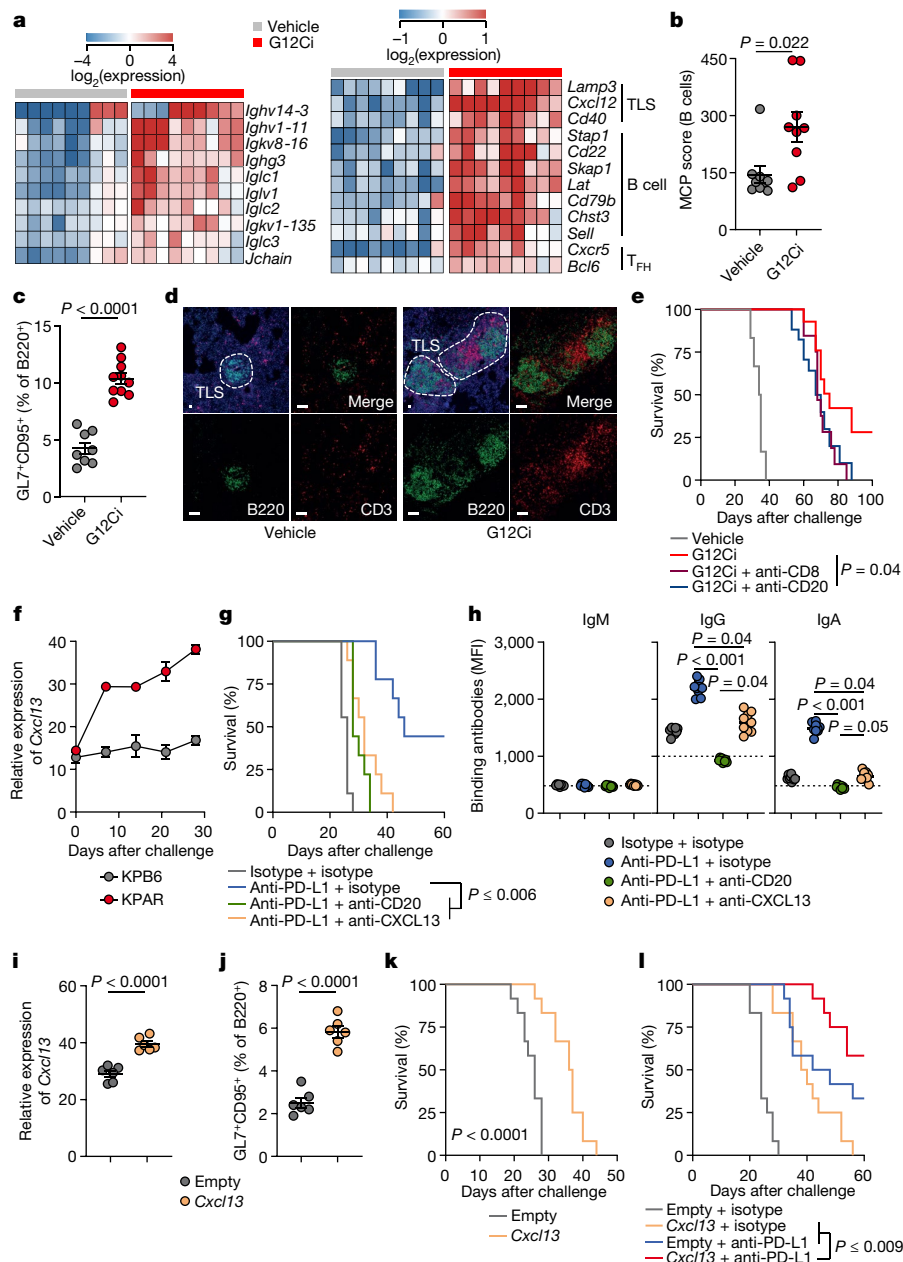 a
−4 0 4
log2(expression)
Vehicle
G12Ci
−1 0 1
log2(expression)
Ighv14-3
Ighv1-11
Igkv8-16
Ighg3
Iglc1
Iglv1
Iglc2
Igkv1-135
Iglc3
Jchain
Lamp3
Cxcl12
Cd40
TLS
Stap1
Cd22
Skap1
Lat
Cd79b
Chst3
Sell
B cell
Cxcr5
Bcl6
TFH
b
P = 0.022
MCP score (B cells)
450
300
150
0
Vehicle
G12Ci
c
P < 0.0001
GL7+CD95+ (% of B220+)
15
10
5
0
Vehicle
G12Ci
d
TLS
Merge
B220
CD3
Vehicle
TLS
Merge
B220
CD3
G12Ci
e
Survival (%)
100
75
50
25
0
0 20 40 60 80 100
Days after challenge
Vehicle
G12Ci
G12Ci + anti-CD8
G12Ci + anti-CD20
P = 0.04
f
Relative expression
of Cxcl13
40
30
20
10
0
0 10 20 30
Days after challenge
KPB6
KPAR
g
Survival (%)
100
75
50
25
0
0 20 40 60
Days after challenge
Isotype + isotype
Anti-PD-L1 + isotype
Anti-PD-L1 + anti-CD20
Anti-PD-L1 + anti-CXCL13
P ≤ 0.006
h
IgM IgG IgA
Binding antibodies (MFI)
3,000
2,000
1,000
0
P = 0.04
P < 0.001
P = 0.04
P = 0.04
P < 0.001
P = 0.05
Isotype + isotype
Anti-PD-L1 + isotype
Anti-PD-L1 + anti-CD20
Anti-PD-L1 + anti-CXCL13
i
P < 0.0001
Relative expression
of Cxcl13
60
40
20
0
j
P < 0.0001
GL7+CD95+ (% of B220+)
8
6
4
2
0
Empty
Cxcl13
k
Survival (%)
100
75
50
25
0
P < 0.0001
0 10 20 30 40 50
Days after challenge
Empty
Cxcl13
l
Survival (%)
100
75
50
25
0
0 20 40 60
Days after challenge
Empty + isotype
Cxcl13 + isotype
Empty + anti-PD-L1
Cxcl13 + anti-PD-L1
P ≤ 0.009